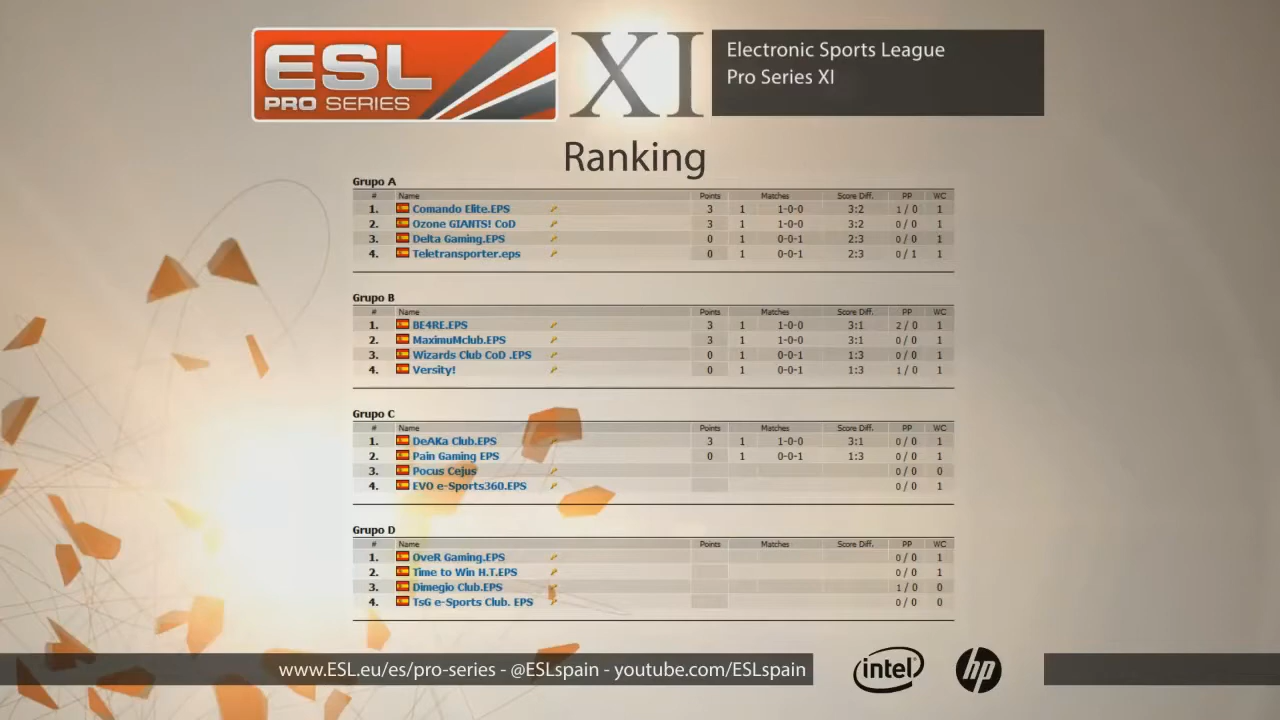 ESL
PRO SERIES
XI
Electronic Sports League
Pro Series XI
Ranking
Grupo A
# Name Points Matches Score Diff. PP WC
1. Comando Elite.EPS 3 1 1-0-0 3:2 1 / 0 1
2. Ozone GIANTS! CoD 3 1 1-0-0 3:2 0 / 0 1
3. Delta Gaming.EPS 0 1 0-0-1 2:3 0 / 0 1
4. Teletransporter.eps 0 1 0-0-1 2:3 0 / 1 1
Grupo B
# Name Points Matches Score Diff. PP WC
1. BE4RE.EPS 3 1 1-0-0 3:1 2 / 0 1
2. MaximuMclub.EPS 3 1 1-0-0 3:1 0 / 0 1
3. Wizards Club CoD .EPS 0 1 0-0-1 1:3 0 / 0 1
4. Versity! 0 1 0-0-1 1:3 1 / 0 1
Grupo C
# Name Points Matches Score Diff. PP WC
1. DeAKa Club.EPS 3 1 1-0-0 3:1 0 / 0 1
2. Pain Gaming EPS 0 1 0-0-1 1:3 0 / 0 1
3. Pocus Cejus 0 / 0 0
4. EVO e-Sports360.EPS 0 / 0 1
Grupo D
# Name Points Matches Score Diff. PP WC
1. OveR Gaming.EPS 0 / 0 1
2. Time to Win H.T.EPS 0 / 0 1
3. Dimegio Club.EPS 1 / 0 0
4. TsG e-Sports Club. EPS 0 / 0 0
www.ESL.eu/es/pro-series - @ESLspain - youtube.com/ESLspain
intel
hp